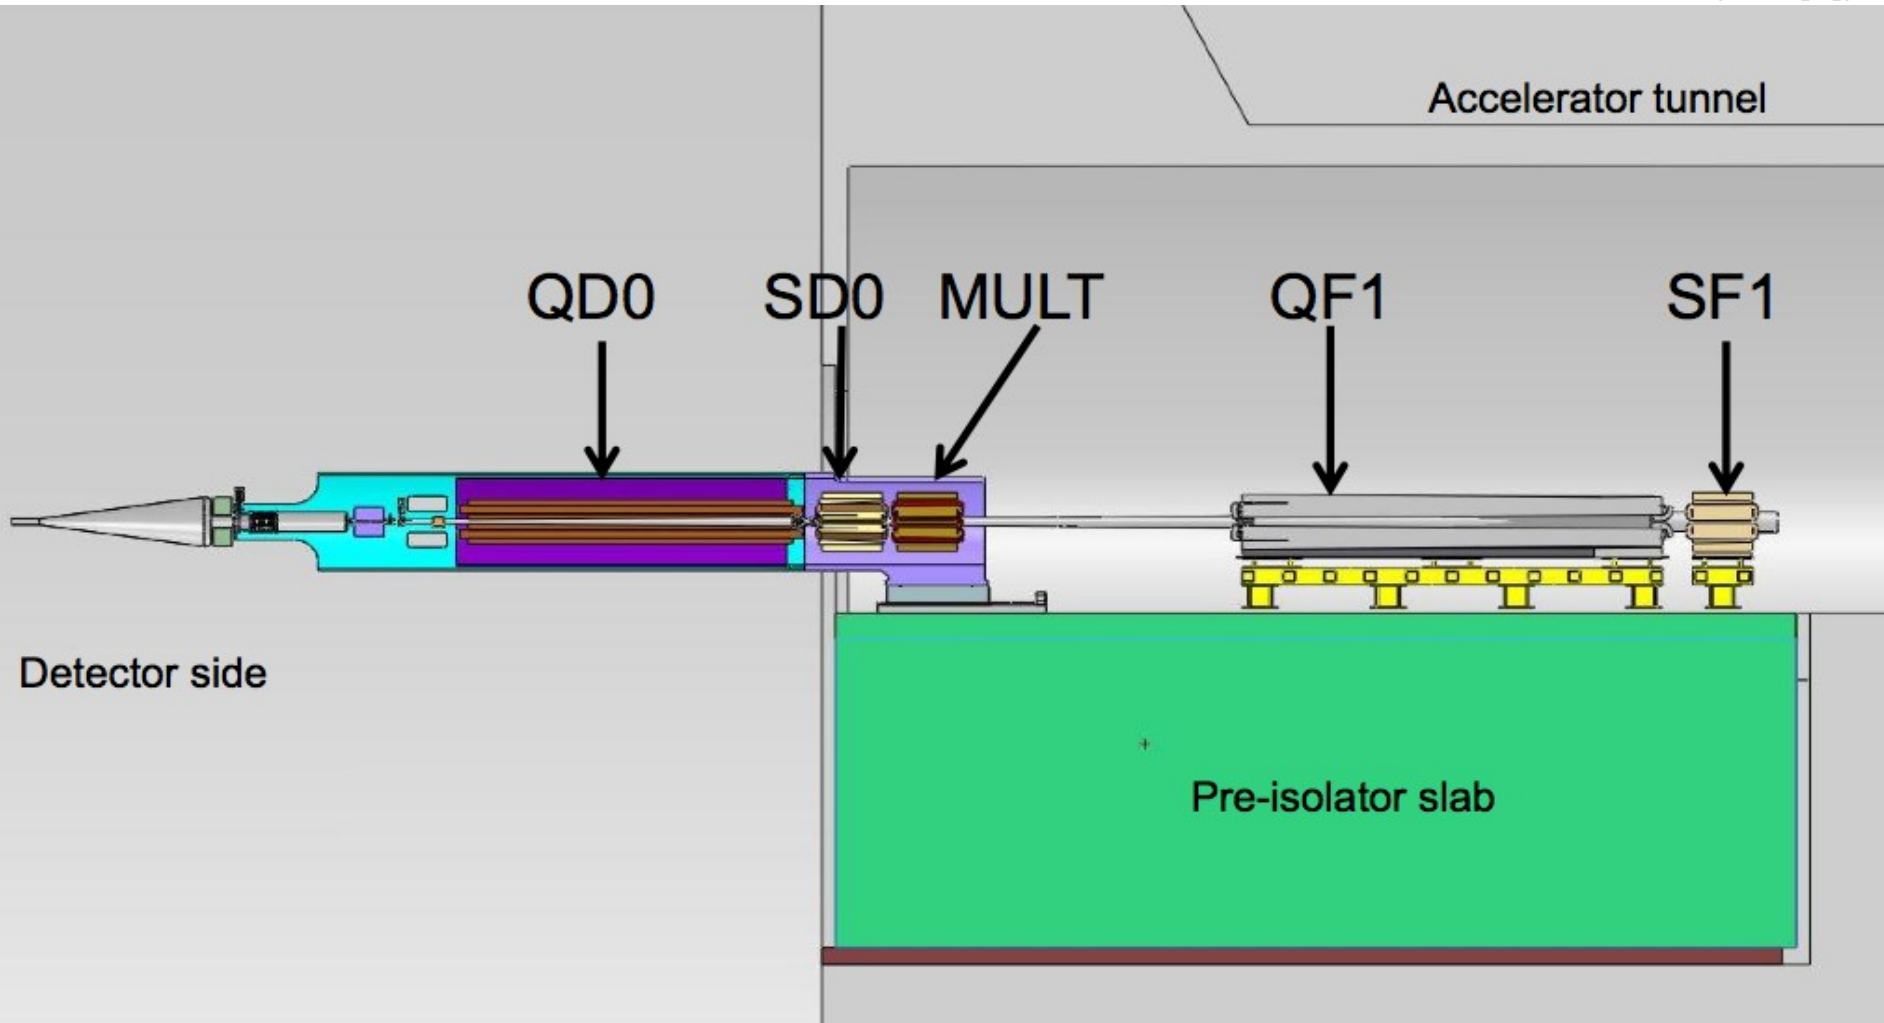 Accelerator tunnel
QD0 SD0 MULT QF1 SF1
Detector side
Pre-isolator slab